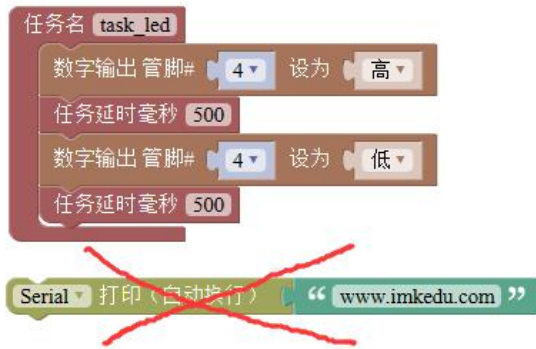 任务名 task_led
数字输出 管脚# 4 设为 高
任务延时毫秒 500
数字输出 管脚# 4 设为 低
任务延时毫秒 500
Serial 打印（自动换行） “ www.imkedu.com ”